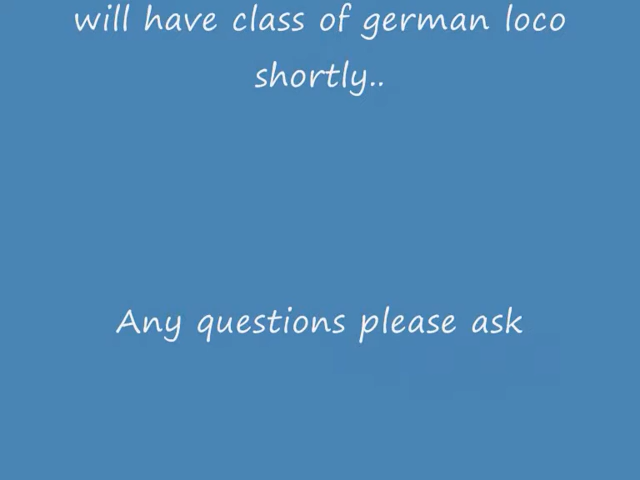 will have class of german loco
shortly..
Any questions please ask